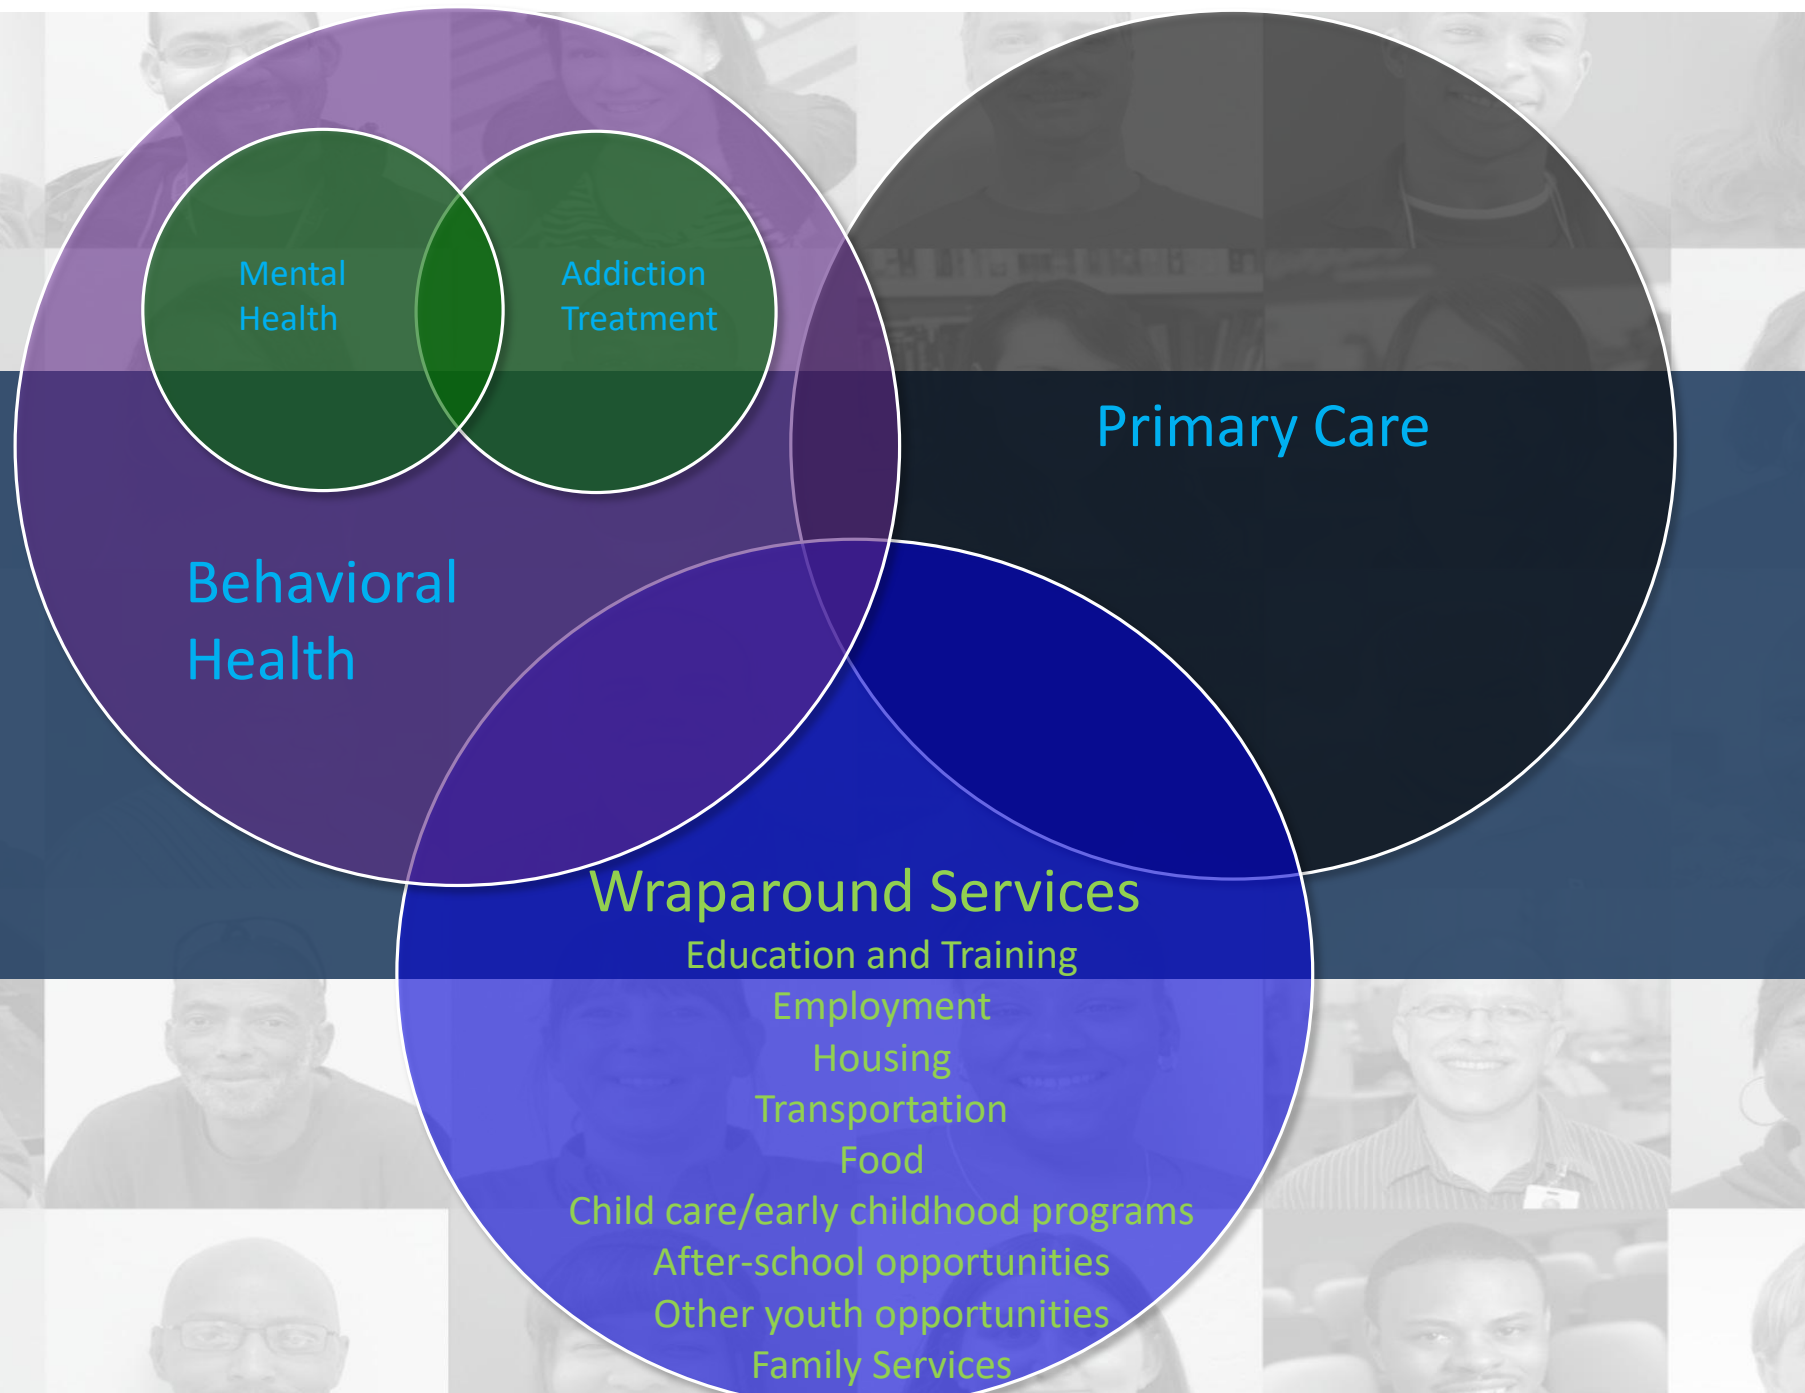 Mental
Health
Addiction
Treatment
Primary Care
Behavioral
Health
Wraparound Services
Education and Training
Employment
Housing
Transportation
Food
Child care/early childhood programs
After-school opportunities
Other youth opportunities
Family Services